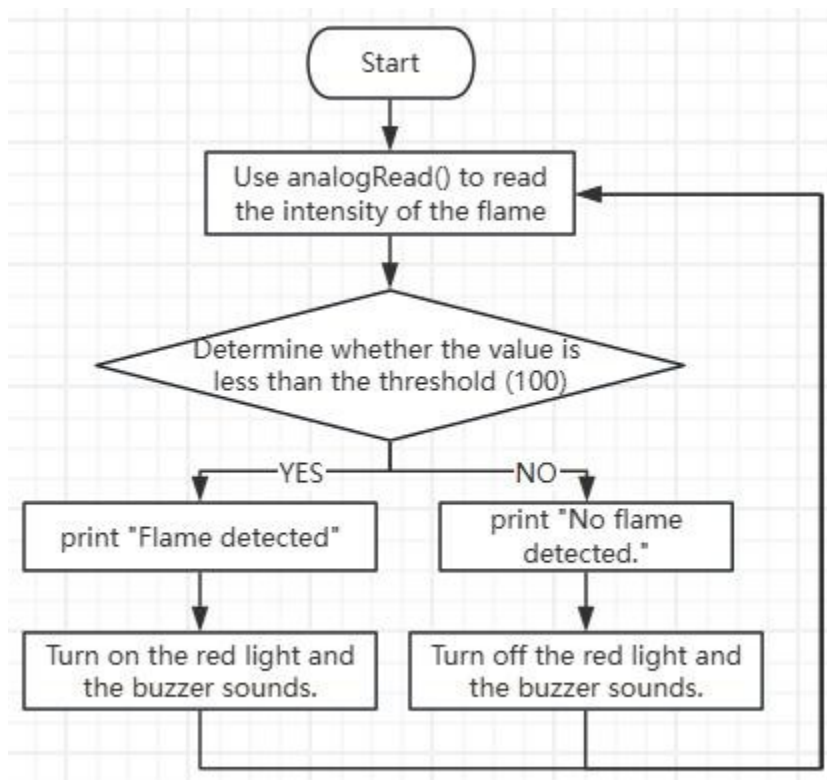 Start
Use analogRead() to read
the intensity of the flame
Determine whether the value is
less than the threshold (100)
YES
NO
print "Flame detected"
print "No flame
detected."
Turn on the red light and
the buzzer sounds.
Turn off the red light and
the buzzer sounds.